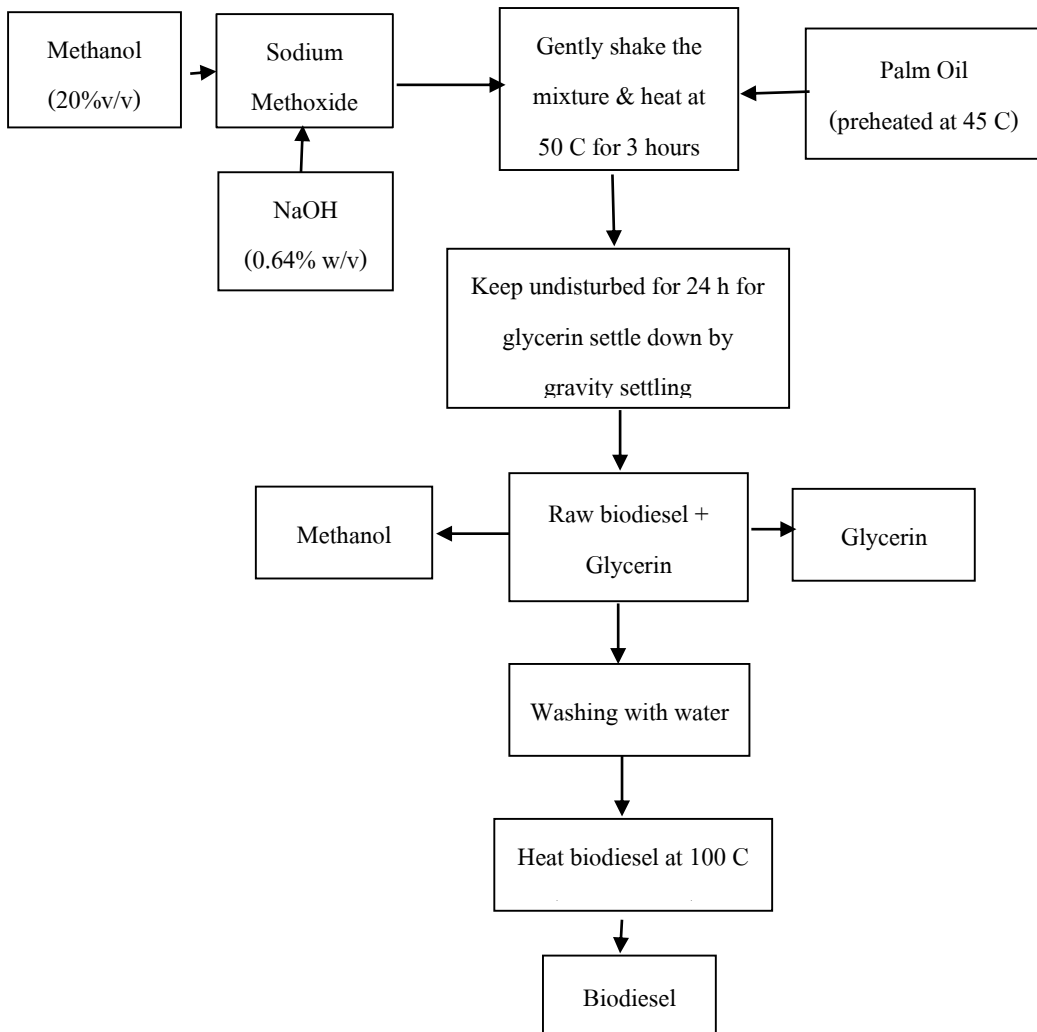 Methanol
(20%v/v)
Sodium
Methoxide
Gently shake the
mixture & heat at
50 C for 3 hours
Palm Oil
(preheated at 45 C)
NaOH
(0.64% w/v)
Keep undisturbed for 24 h for
glycerin settle down by
gravity settling
Methanol
Raw biodiesel +
Glycerin
Glycerin
Washing with water
Heat biodiesel at 100 C
Biodiesel